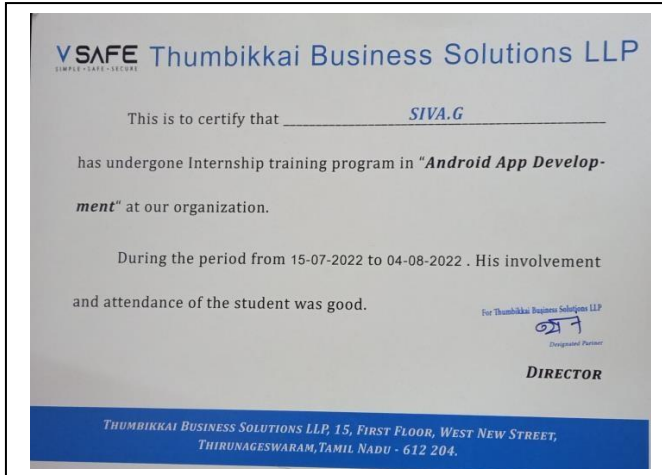 VSAFE Thumbikkai Business Solutions LLP
SIMPLE-SAFE-SECURE
This is to certify that SIVA.G
has undergone Internship training program in "Android App Develop-
ment" at our organization.
During the period from 15-07-2022 to 04-08-2022 . His involvement
and attendance of the student was good.
For Thumbikkai Business Solutions LLP
Designated Partner
DIRECTOR
THUMBIKKAI BUSINESS SOLUTIONS LLP, 15, FIRST FLOOR, WEST NEW STREET,
THIRUNAGESWARAM,TAMIL NADU - 612 204.